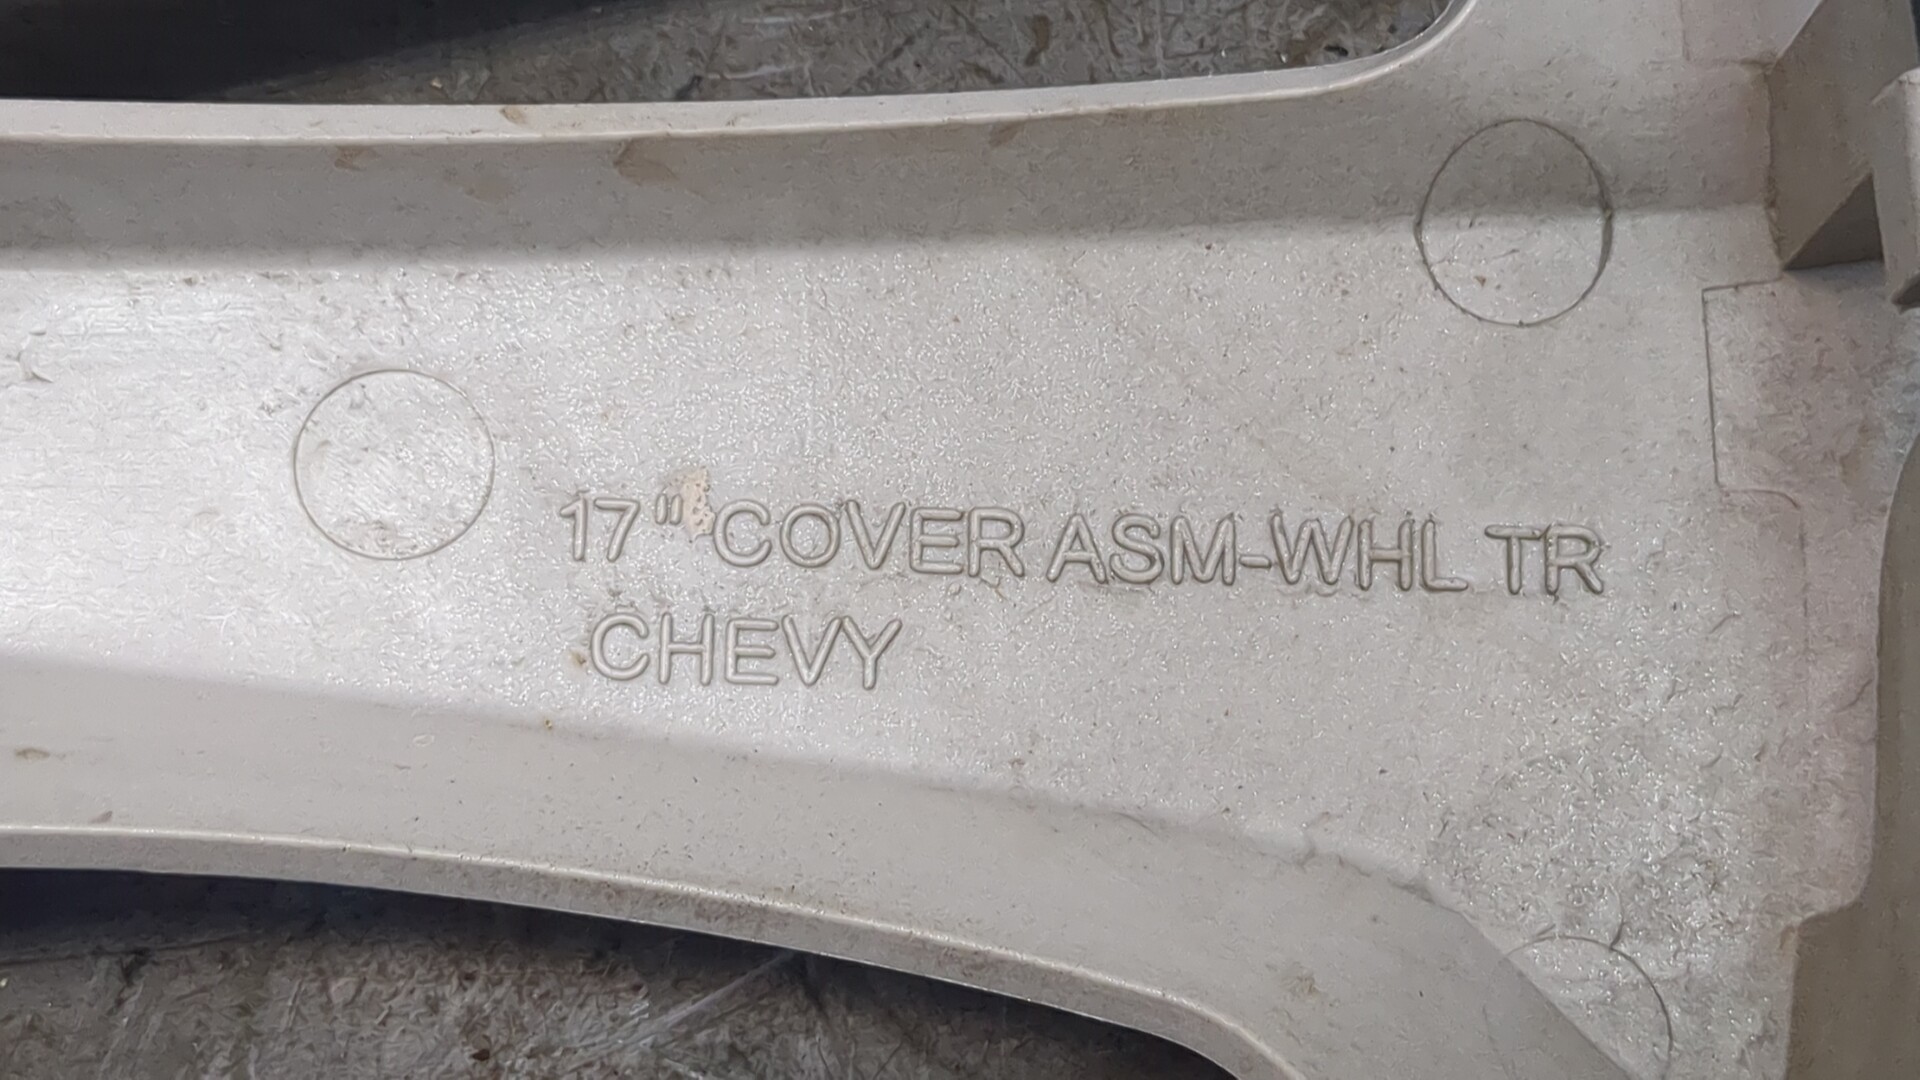 17" COVER ASM-WHL TR
CHEVY